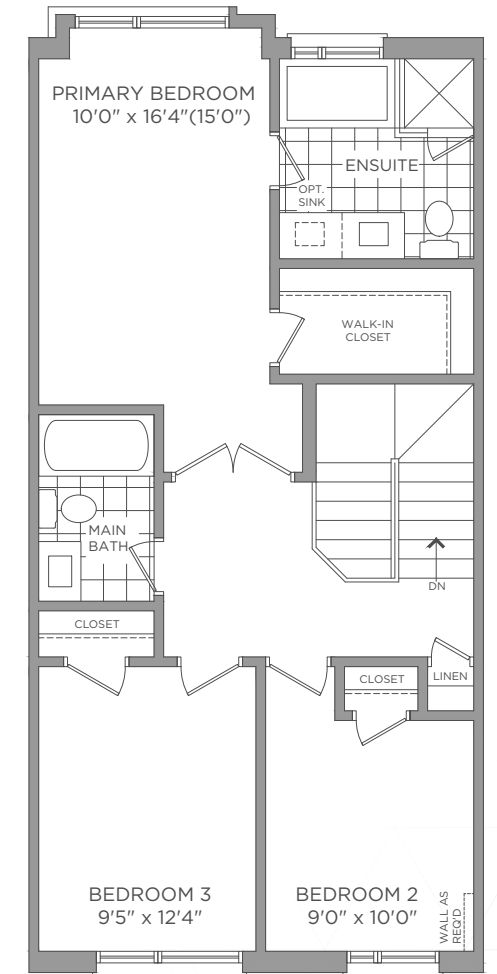 PRIMARY BEDROOM
10'0" x 16'4"(15'0")
ENSUITE
OPT.
SINK
WALK-IN
CLOSET
MAIN
BATH
DN
CLOSET
CLOSET
LINEN
BEDROOM 3
9'5" x 12'4"
BEDROOM 2
9'0" x 10'0"
WALL AS
REQ'D